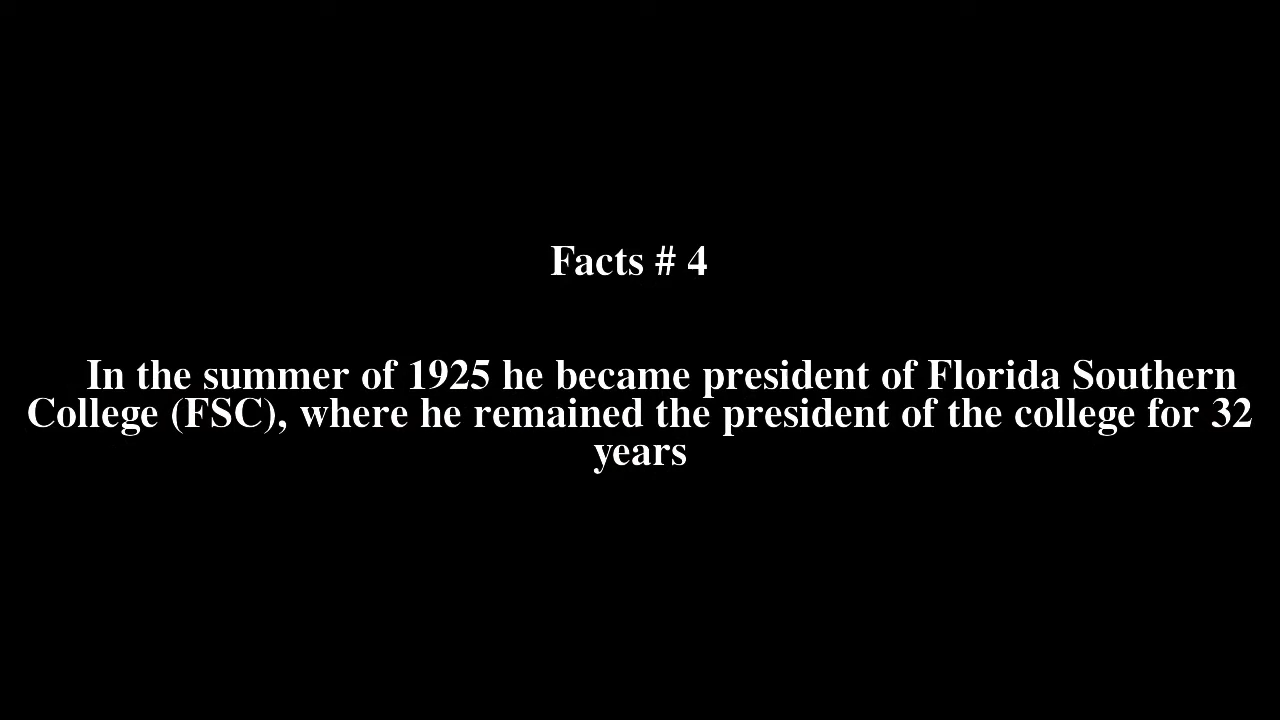 Facts # 4
In the summer of 1925 he became president of Florida Southern
College (FSC), where he remained the president of the college for 32
years